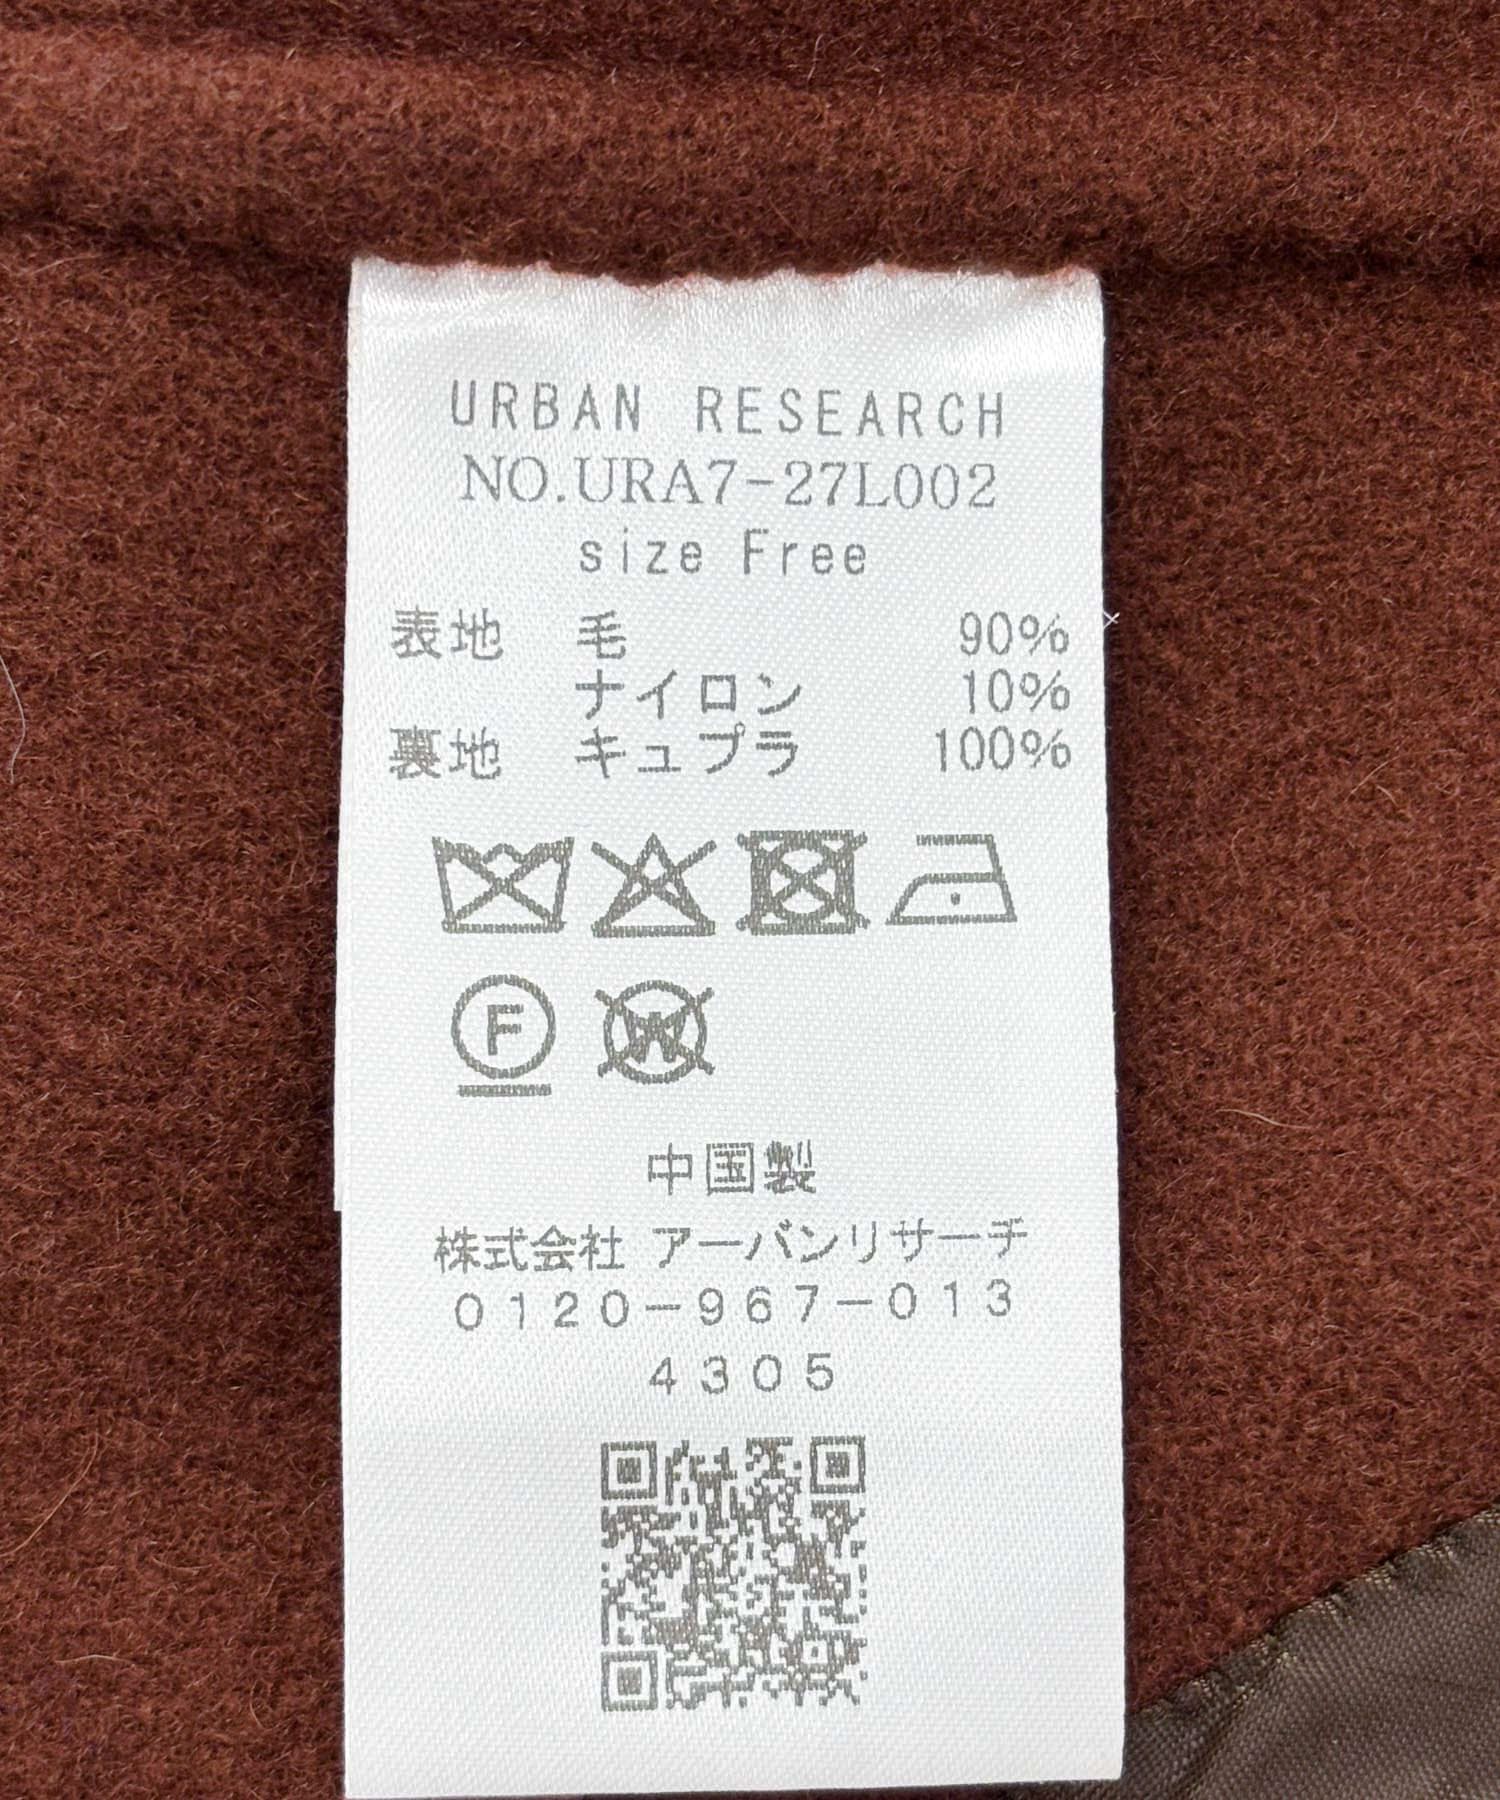 URBAN RESEARCH
NO.URA7-27L002
size Free
表地 毛 90%
ナイロン 10%
裏地 キュプラ 100%
F
W
中国製
株式会社 アーバンリサーチ
0120-967-013
4305